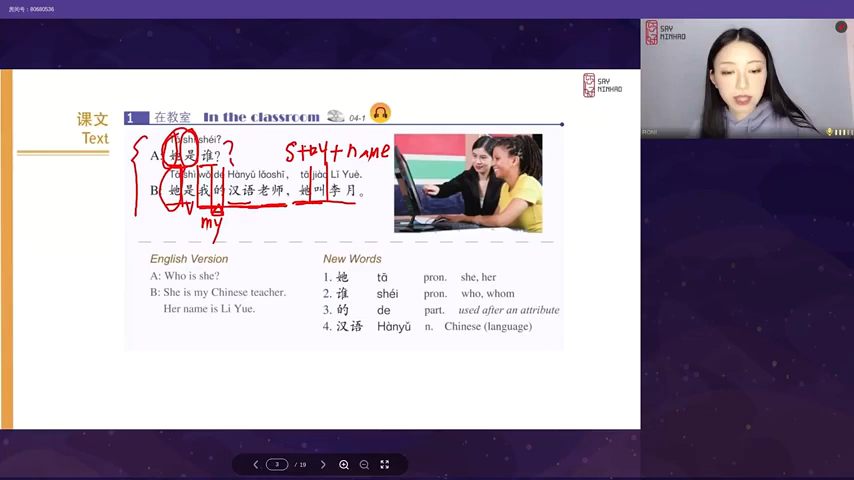 房间号：80680536
SAY
NINHAO
SAY
NINHAO
课文
Text
1 在教室 In the classroom 04-1
Tā shì shéi?
A: 她是谁？ ?
S+叫+name
Tā shì wǒ de Hànyǔ lǎoshī, tā jiào Lǐ Yuè.
B: 她是我的汉语老师，她叫李月。
V
my
English Version
A: Who is she?
B: She is my Chinese teacher.
Her name is Li Yue.
New Words
1. 她 tā pron. she, her
2. 谁 shéi pron. who, whom
3. 的 de part. used after an attribute
4. 汉语 Hànyǔ n. Chinese (language)
RONI
3 / 19